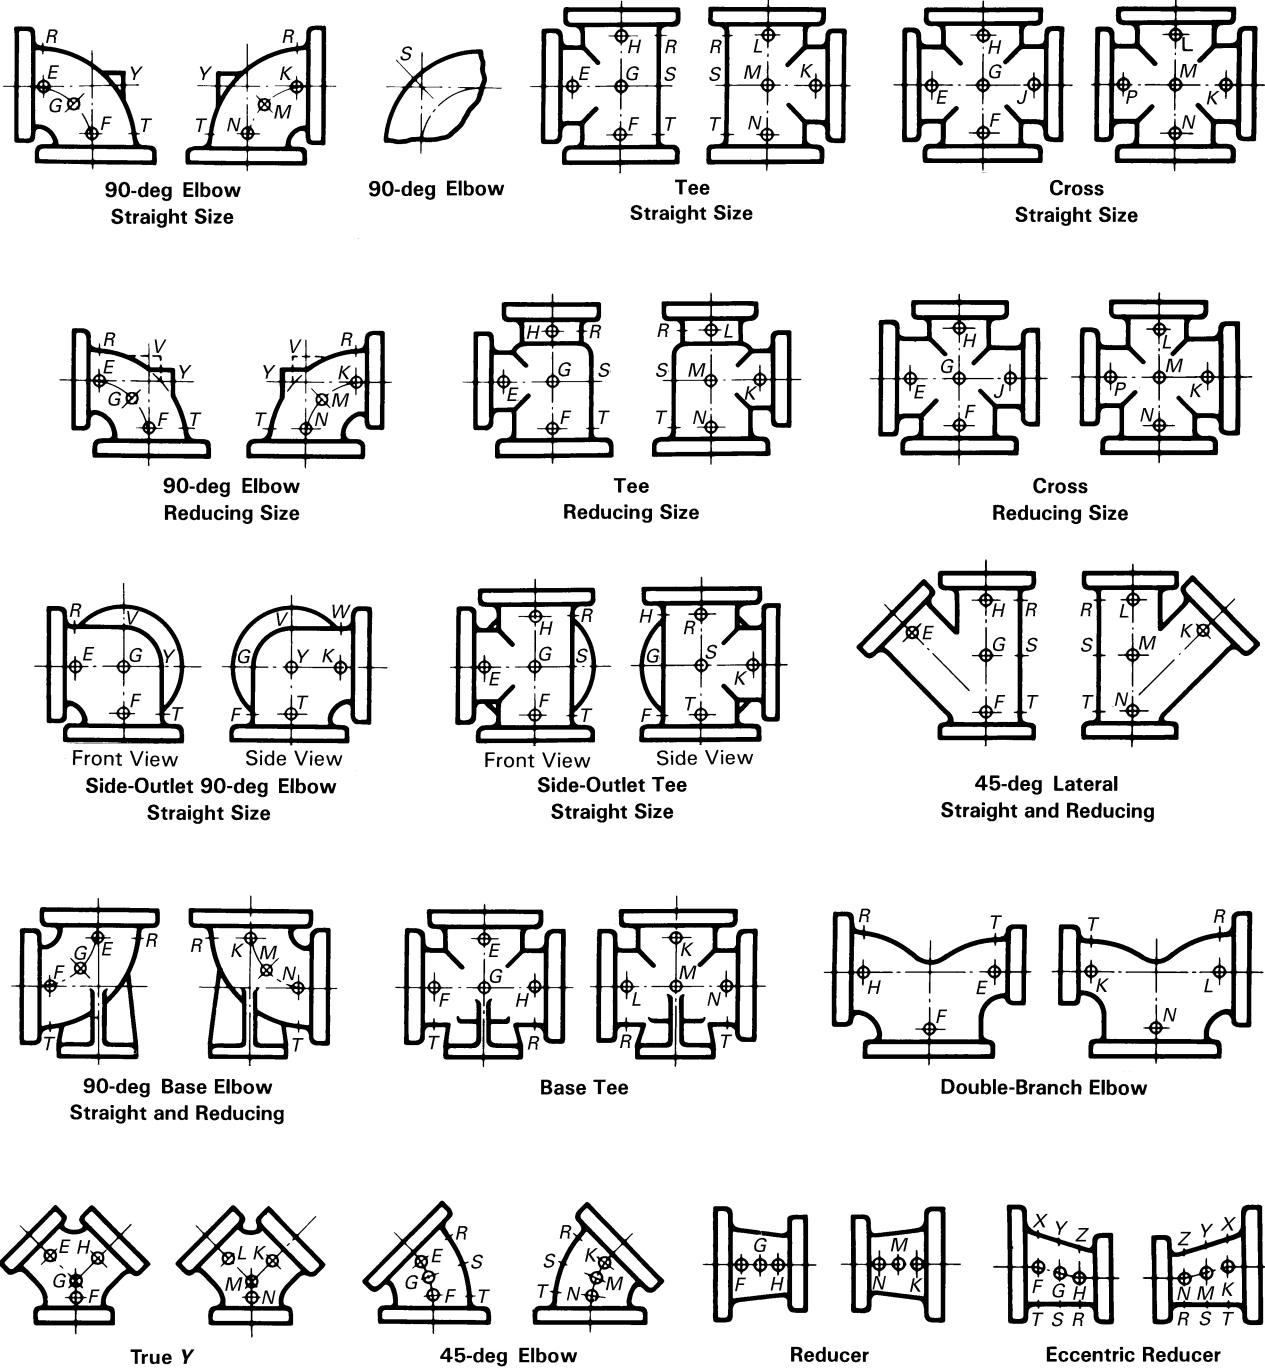 R R S H R R L H L
E Y Y K E G S S M K E G J P M K
G F T T N M F T T N F N
90-deg Elbow
Straight Size
90-deg Elbow
Tee
Straight Size
Cross
Straight Size
R V V R H R R L H L
E Y Y K E G S S M K E G J P M K
G F T T N M F T T N F N
90-deg Elbow
Reducing Size
Tee
Reducing Size
Cross
Reducing Size
R V V W H R H R H R R L
E G Y G Y K E G S G S K E G S S M K
F T F T F T F T F T T N
Front View
Side View
Side-Outlet 90-deg Elbow
Straight Size
Front View
Side View
Side-Outlet Tee
Straight Size
45-deg Lateral
Straight and Reducing
G E R R K M E K R T T R
F N F G H L M N H E K L
T T T R R T F N
90-deg Base Elbow
Straight and Reducing
Base Tee
Double-Branch Elbow
E H L K R E S R K S G M X Y Z Z Y X
G F M N G F T T N M F H N K F G H N M K
T S R R S T
True Y
45-deg Elbow
Reducer
Eccentric Reducer